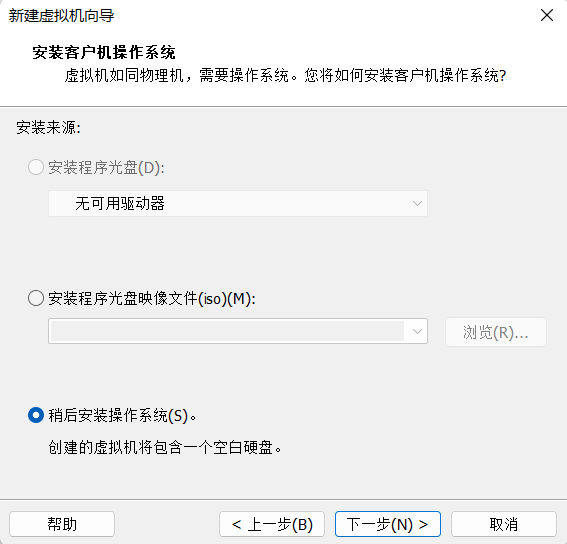 新建虚拟机向导
安装客户机操作系统
虚拟机如同物理机，需要操作系统。您将如何安装客户机操作系统?
安装来源:
安装程序光盘(D):
无可用驱动器
安装程序光盘映像文件(iso)(M):
浏览(R)...
稍后安装操作系统(S)。
创建的虚拟机将包含一个空白硬盘。
帮助
< 上一步(B)
下一步(N) >
取消